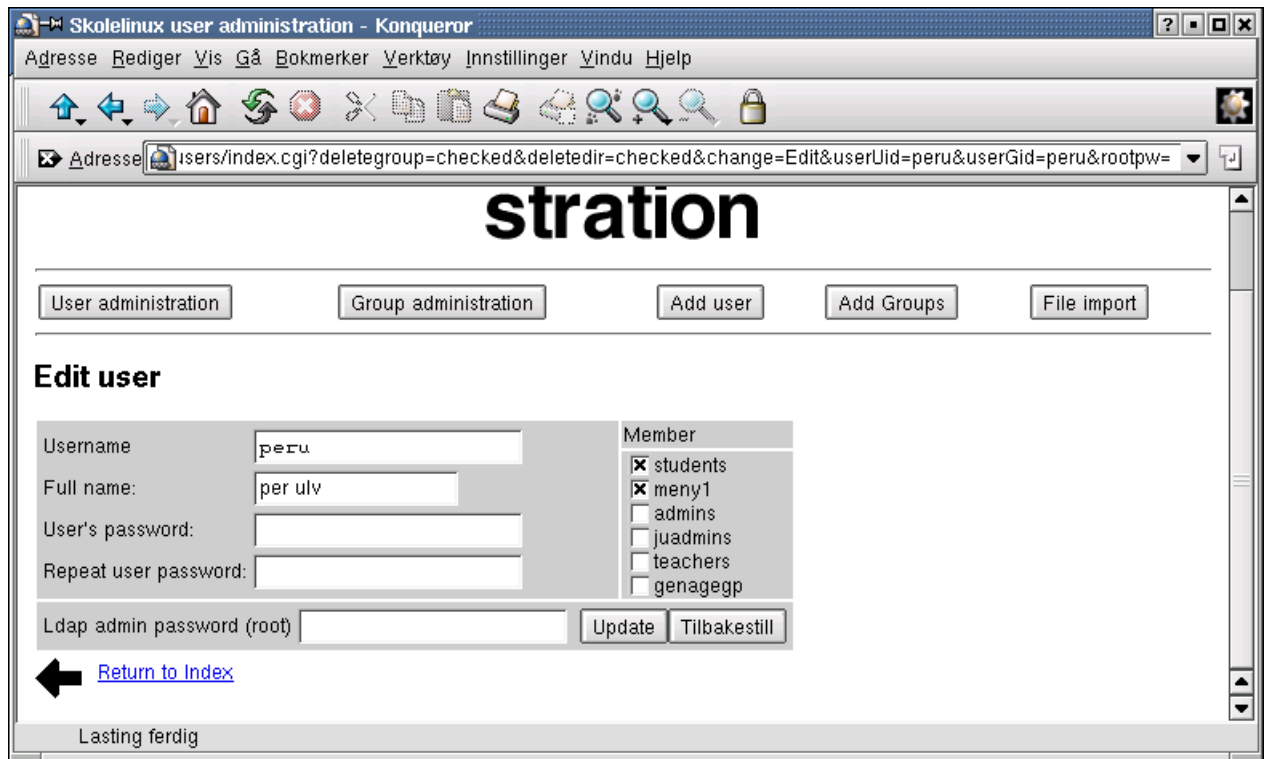 Skolelinux user administration - Konqueror
Adresse Rediger Vis Gå Bokmerker Verktøy Innstillinger Vindu Hjelp
Adresse users/index.cgi?deletegroup=checked&deletedir=checked&change=Edit&userUid=peru&userGid=peru&rootpw=
stration
User administration Group administration Add user Add Groups File import
Edit user
Username peru
Full name: per ulv
User's password:
Repeat user password:
Member
students
meny1
admins
juadmins
teachers
genagegp
Ldap admin password (root) Update Tilbakestill
Return to Index
Lasting ferdig